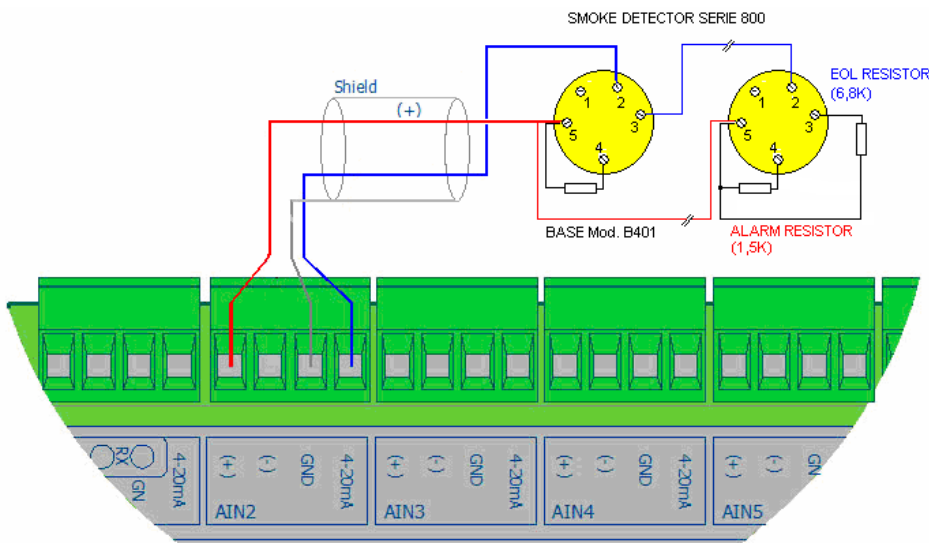 SMOKE DETECTOR SERIE 800
Shield
(+)
1
2
3
4
5
1
2
3
4
5
EOL RESISTOR
(6,8K)
BASE Mod. B401
ALARM RESISTOR
(1,5K)
RX
GN
4-20mA
(+)
(-)
GND
4-20mA
AIN2
(+)
(-)
GND
4-20mA
AIN3
(+)
(-)
GND
4-20mA
AIN4
(+)
(-)
GN
AIN5